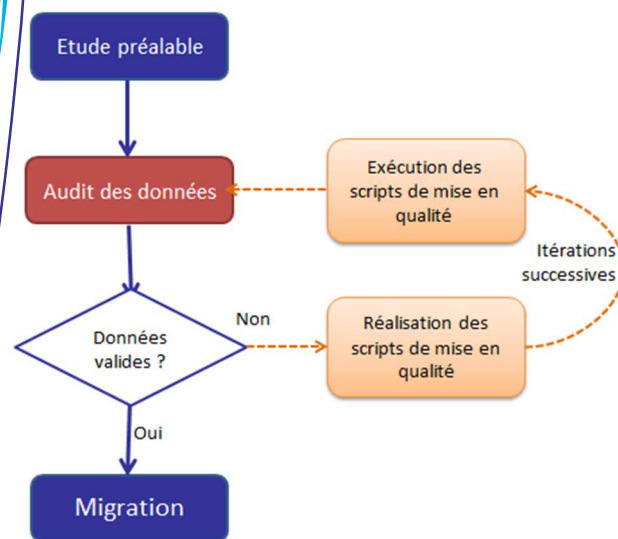 Etude préalable
Audit des données
Exécution des
scripts de mise en
qualité
Itérations
successives
Données
valides ?
Non
Réalisation des
scripts de mise en
qualité
Oui
Migration